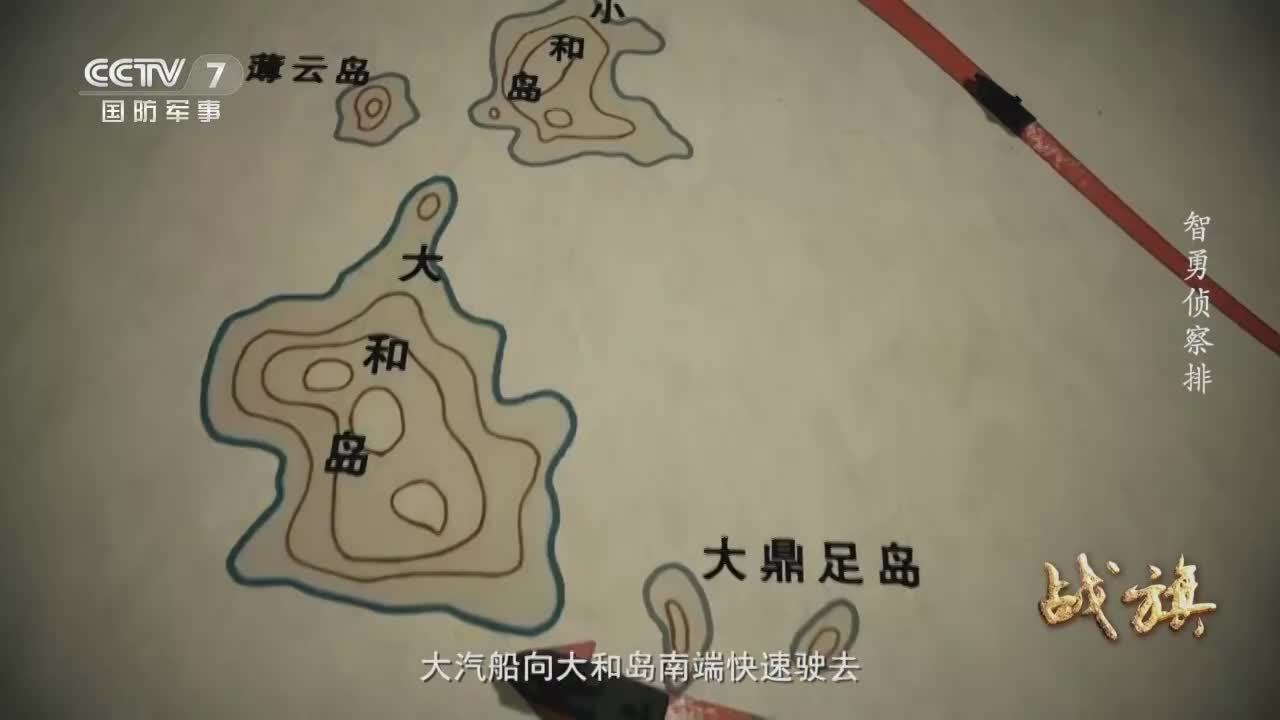 小和岛
CCTV 7
国防军事
薄云岛
大和岛
智勇侦察排
大鼎足岛
战旗
大汽船向大和岛南端快速驶去